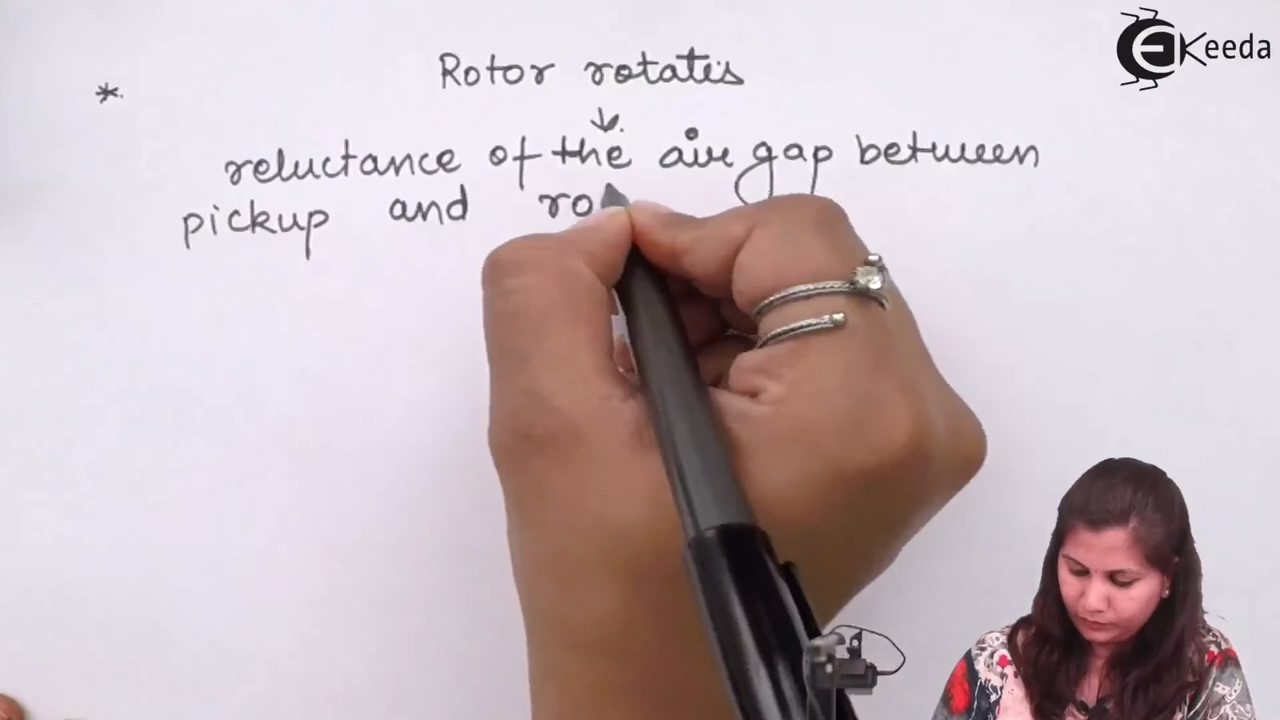 EKeeda
* Rotor rotates
↓
reluctance of the air gap between
pickup and ro